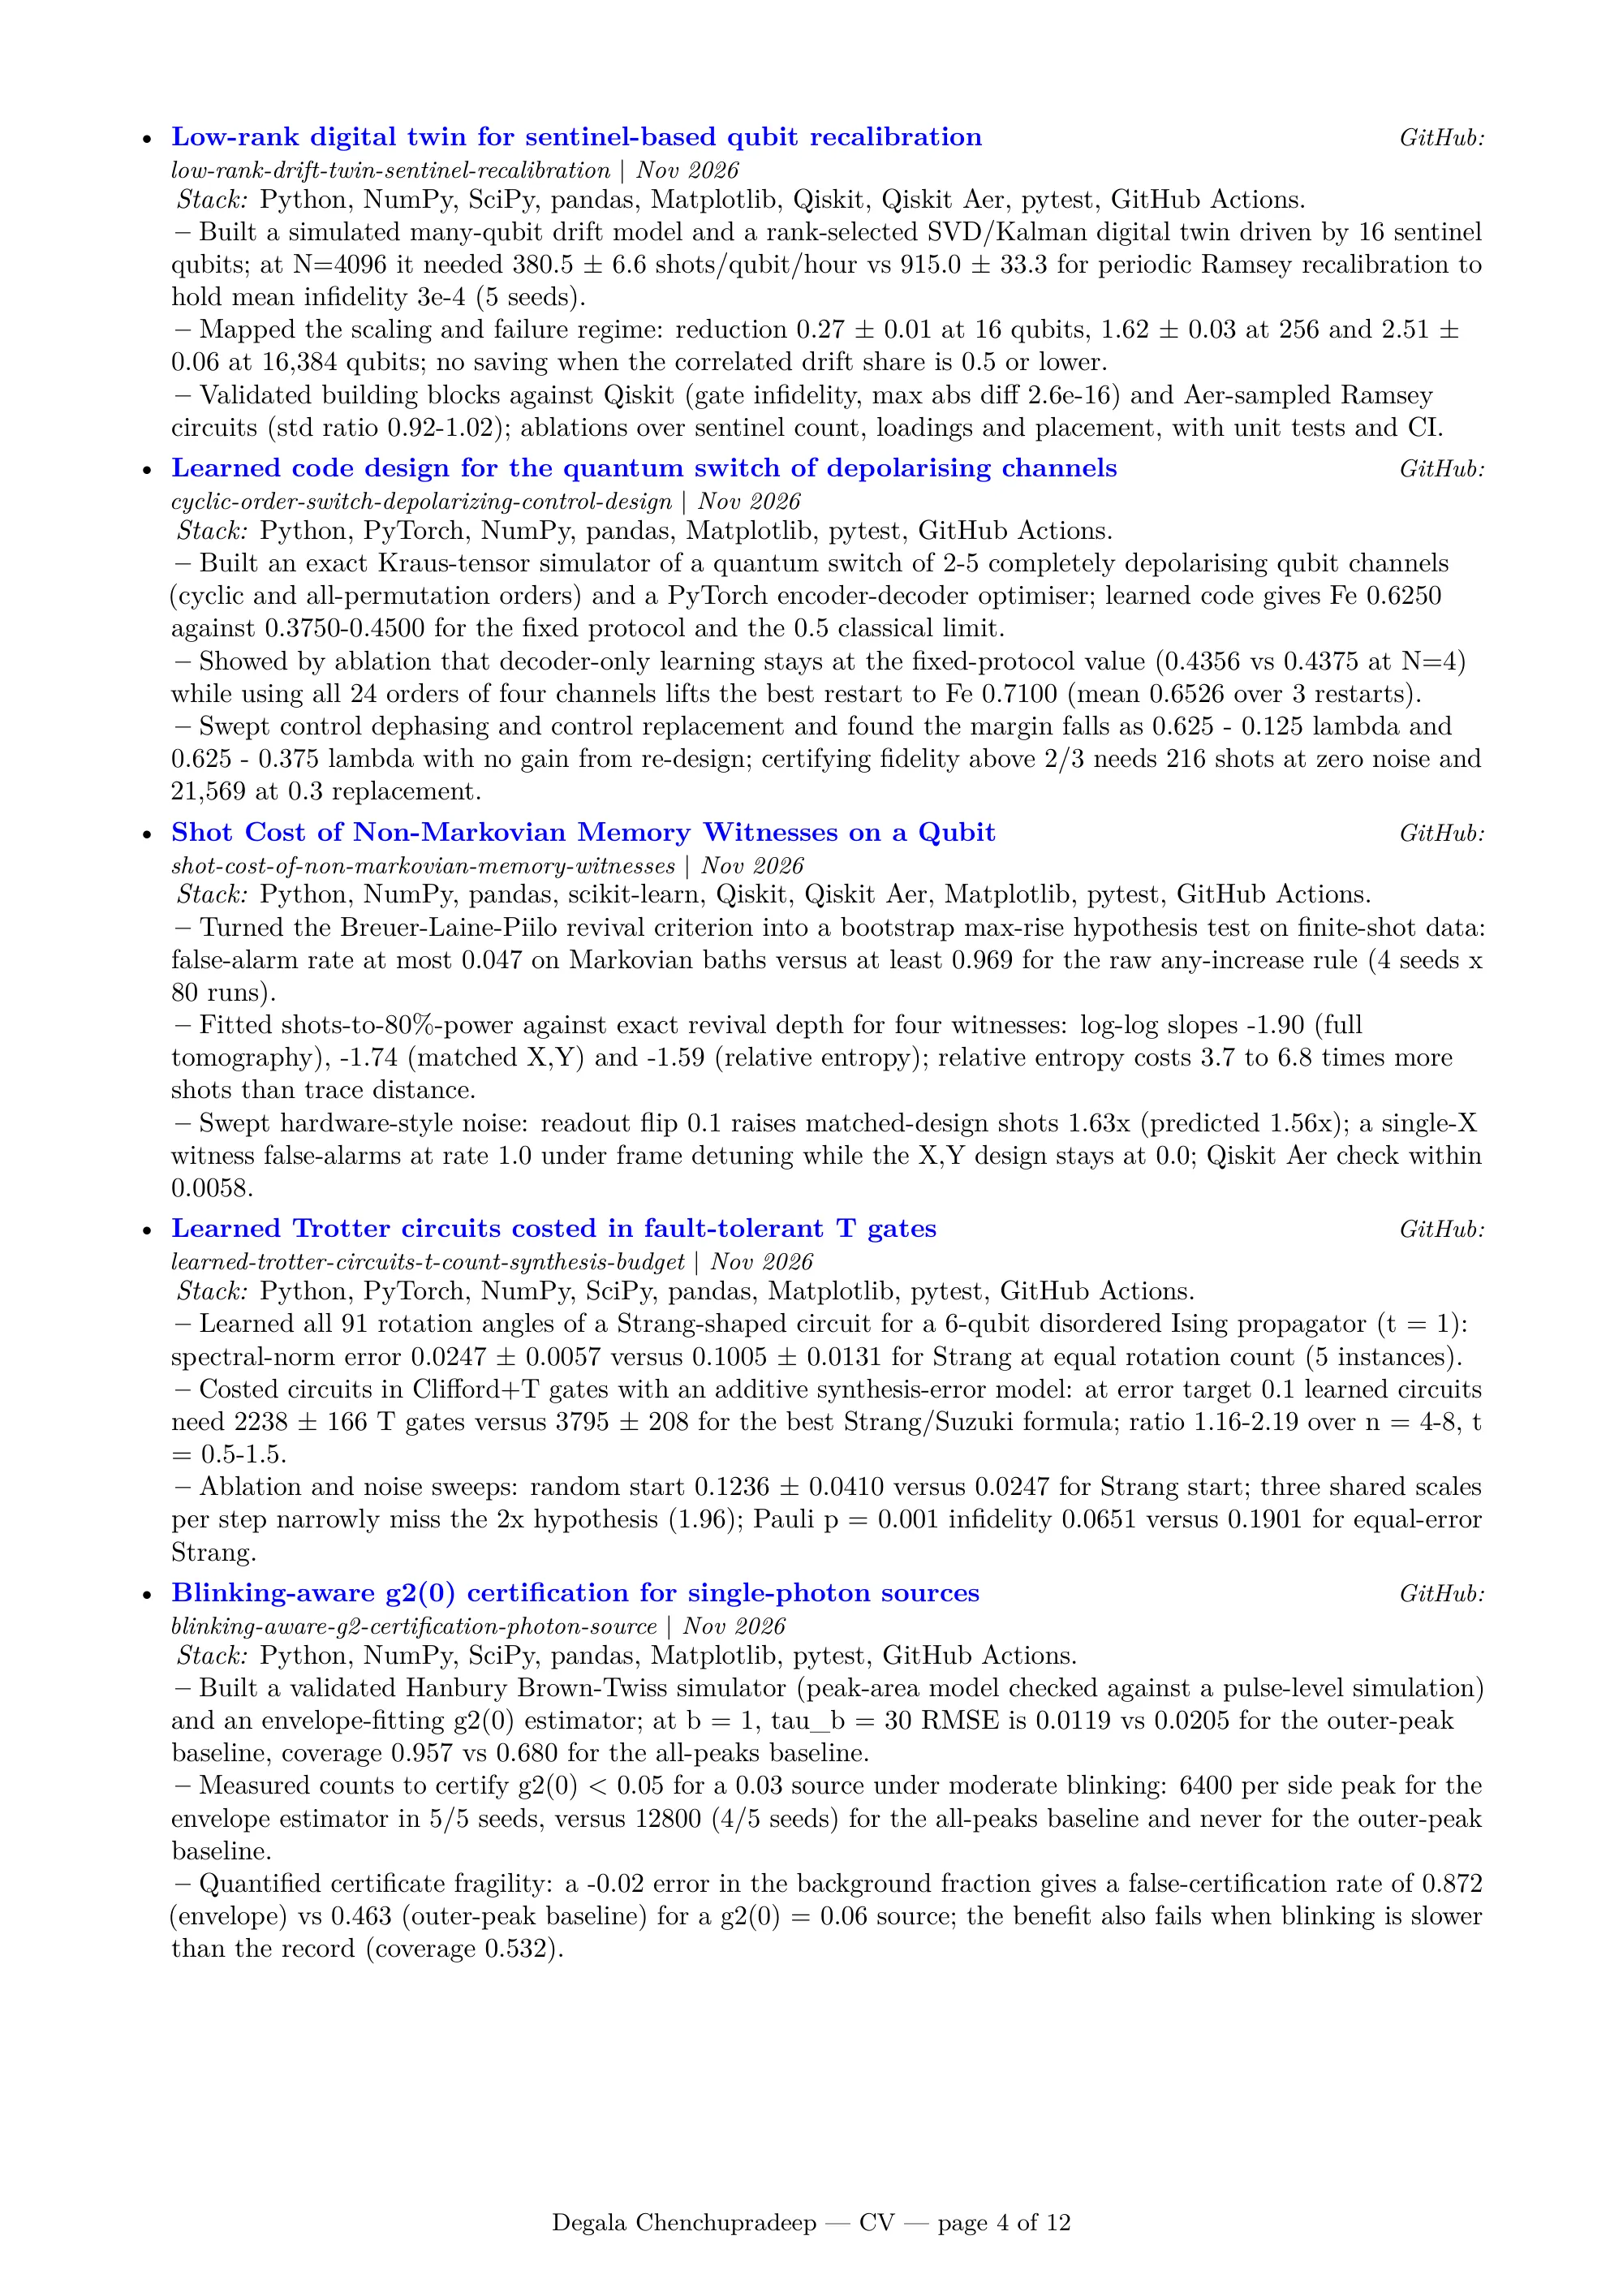 • Low-rank digital twin for sentinel-based qubit recalibration GitHub:
low-rank-drift-twin-sentinel-recalibration | Nov 2026
Stack: Python, NumPy, SciPy, pandas, Matplotlib, Qiskit, Qiskit Aer, pytest, GitHub Actions.
– Built a simulated many-qubit drift model and a rank-selected SVD/Kalman digital twin driven by 16 sentinel
qubits; at N=4096 it needed 380.5 ± 6.6 shots/qubit/hour vs 915.0 ± 33.3 for periodic Ramsey recalibration to
hold mean infidelity 3e-4 (5 seeds).
– Mapped the scaling and failure regime: reduction 0.27 ± 0.01 at 16 qubits, 1.62 ± 0.03 at 256 and 2.51 ±
0.06 at 16,384 qubits; no saving when the correlated drift share is 0.5 or lower.
– Validated building blocks against Qiskit (gate infidelity, max abs diff 2.6e-16) and Aer-sampled Ramsey
circuits (std ratio 0.92-1.02); ablations over sentinel count, loadings and placement, with unit tests and CI.
• Learned code design for the quantum switch of depolarising channels GitHub:
cyclic-order-switch-depolarizing-control-design | Nov 2026
Stack: Python, PyTorch, NumPy, pandas, Matplotlib, pytest, GitHub Actions.
– Built an exact Kraus-tensor simulator of a quantum switch of 2-5 completely depolarising qubit channels
(cyclic and all-permutation orders) and a PyTorch encoder-decoder optimiser; learned code gives Fe 0.6250
against 0.3750-0.4500 for the fixed protocol and the 0.5 classical limit.
– Showed by ablation that decoder-only learning stays at the fixed-protocol value (0.4356 vs 0.4375 at N=4)
while using all 24 orders of four channels lifts the best restart to Fe 0.7100 (mean 0.6526 over 3 restarts).
– Swept control dephasing and control replacement and found the margin falls as 0.625 - 0.125 lambda and
0.625 - 0.375 lambda with no gain from re-design; certifying fidelity above 2/3 needs 216 shots at zero noise and
21,569 at 0.3 replacement.
• Shot Cost of Non-Markovian Memory Witnesses on a Qubit GitHub:
shot-cost-of-non-markovian-memory-witnesses | Nov 2026
Stack: Python, NumPy, pandas, scikit-learn, Qiskit, Qiskit Aer, Matplotlib, pytest, GitHub Actions.
– Turned the Breuer-Laine-Piilo revival criterion into a bootstrap max-rise hypothesis test on finite-shot data:
false-alarm rate at most 0.047 on Markovian baths versus at least 0.969 for the raw any-increase rule (4 seeds x
80 runs).
– Fitted shots-to-80%-power against exact revival depth for four witnesses: log-log slopes -1.90 (full
tomography), -1.74 (matched X,Y) and -1.59 (relative entropy); relative entropy costs 3.7 to 6.8 times more
shots than trace distance.
– Swept hardware-style noise: readout flip 0.1 raises matched-design shots 1.63x (predicted 1.56x); a single-X
witness false-alarms at rate 1.0 under frame detuning while the X,Y design stays at 0.0; Qiskit Aer check within
0.0058.
• Learned Trotter circuits costed in fault-tolerant T gates GitHub:
learned-trotter-circuits-t-count-synthesis-budget | Nov 2026
Stack: Python, PyTorch, NumPy, SciPy, pandas, Matplotlib, pytest, GitHub Actions.
– Learned all 91 rotation angles of a Strang-shaped circuit for a 6-qubit disordered Ising propagator (t = 1):
spectral-norm error 0.0247 ± 0.0057 versus 0.1005 ± 0.0131 for Strang at equal rotation count (5 instances).
– Costed circuits in Clifford+T gates with an additive synthesis-error model: at error target 0.1 learned circuits
need 2238 ± 166 T gates versus 3795 ± 208 for the best Strang/Suzuki formula; ratio 1.16-2.19 over n = 4-8, t
= 0.5-1.5.
– Ablation and noise sweeps: random start 0.1236 ± 0.0410 versus 0.0247 for Strang start; three shared scales
per step narrowly miss the 2x hypothesis (1.96); Pauli p = 0.001 infidelity 0.0651 versus 0.1901 for equal-error
Strang.
• Blinking-aware g2(0) certification for single-photon sources GitHub:
blinking-aware-g2-certification-photon-source | Nov 2026
Stack: Python, NumPy, SciPy, pandas, Matplotlib, pytest, GitHub Actions.
– Built a validated Hanbury Brown-Twiss simulator (peak-area model checked against a pulse-level simulation)
and an envelope-fitting g2(0) estimator; at b = 1, tau_b = 30 RMSE is 0.0119 vs 0.0205 for the outer-peak
baseline, coverage 0.957 vs 0.680 for the all-peaks baseline.
– Measured counts to certify g2(0) < 0.05 for a 0.03 source under moderate blinking: 6400 per side peak for the
envelope estimator in 5/5 seeds, versus 12800 (4/5 seeds) for the all-peaks baseline and never for the outer-peak
baseline.
– Quantified certificate fragility: a -0.02 error in the background fraction gives a false-certification rate of 0.872
(envelope) vs 0.463 (outer-peak baseline) for a g2(0) = 0.06 source; the benefit also fails when blinking is slower
than the record (coverage 0.532).
Degala Chenchupradeep — CV — page 4 of 12